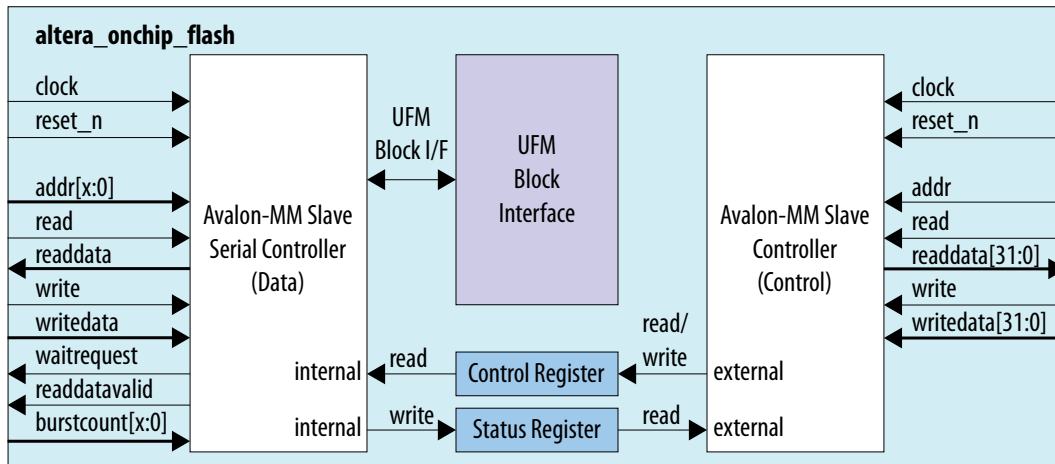 altera_onchip_flash
clock
reset_n
addr[x:0]
read
readdata
write
writedata
waitrequest
readdatavalid
burstcount[x:0]
Avalon-MM Slave
Serial Controller
(Data)
internal
internal
UFM
Block I/F
UFM
Block
Interface
read
Control Register
read/
write
write
Status Register
read
Avalon-MM Slave
Controller
(Control)
external
external
clock
reset_n
addr
read
readdata[31:0]
write
writedata[31:0]